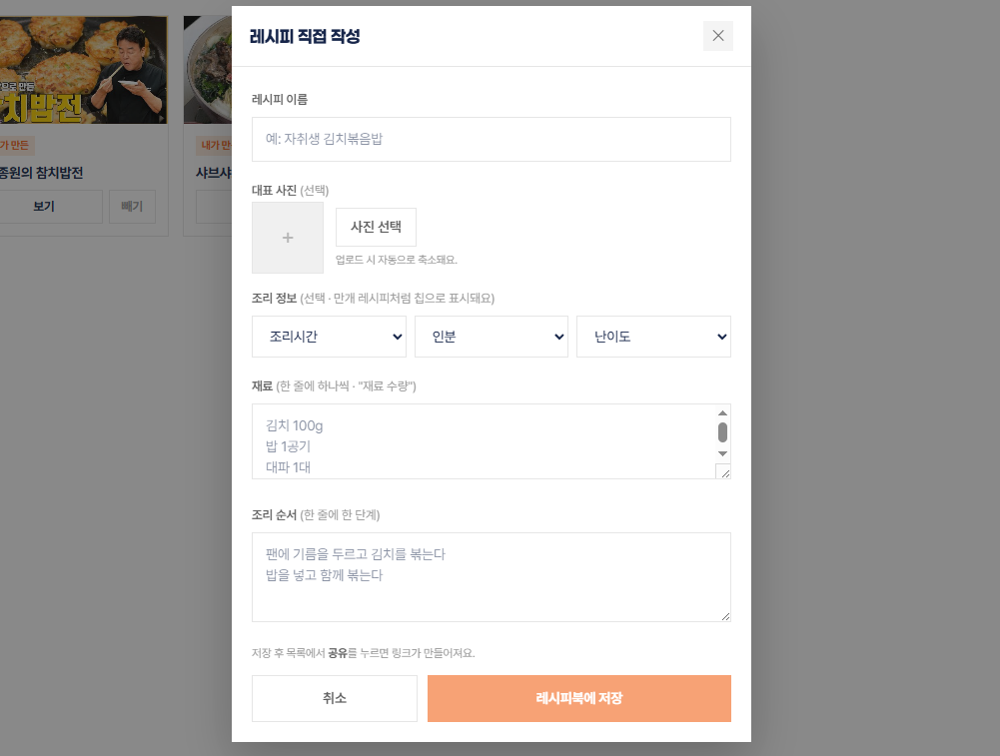 레시피 직접 작성
레시피 이름
예: 자취생 김치볶음밥
대표 사진 (선택)
+
사진 선택
업로드 시 자동으로 축소돼요.
조리 정보 (선택 · 만개 레시피처럼 칩으로 표시돼요)
조리시간
인분
난이도
재료 (한 줄에 하나씩 · "재료 수량")
김치 100g
밥 1공기
대파 1대
조리 순서 (한 줄에 한 단계)
팬에 기름을 두르고 김치를 볶는다
밥을 넣고 함께 볶는다
저장 후 목록에서 공유를 누르면 링크가 만들어져요.
취소
레시피북에 저장
만든
치밥전
가 만든
종원의 참치밥전
보기
빼기
내가 만
샤브샤